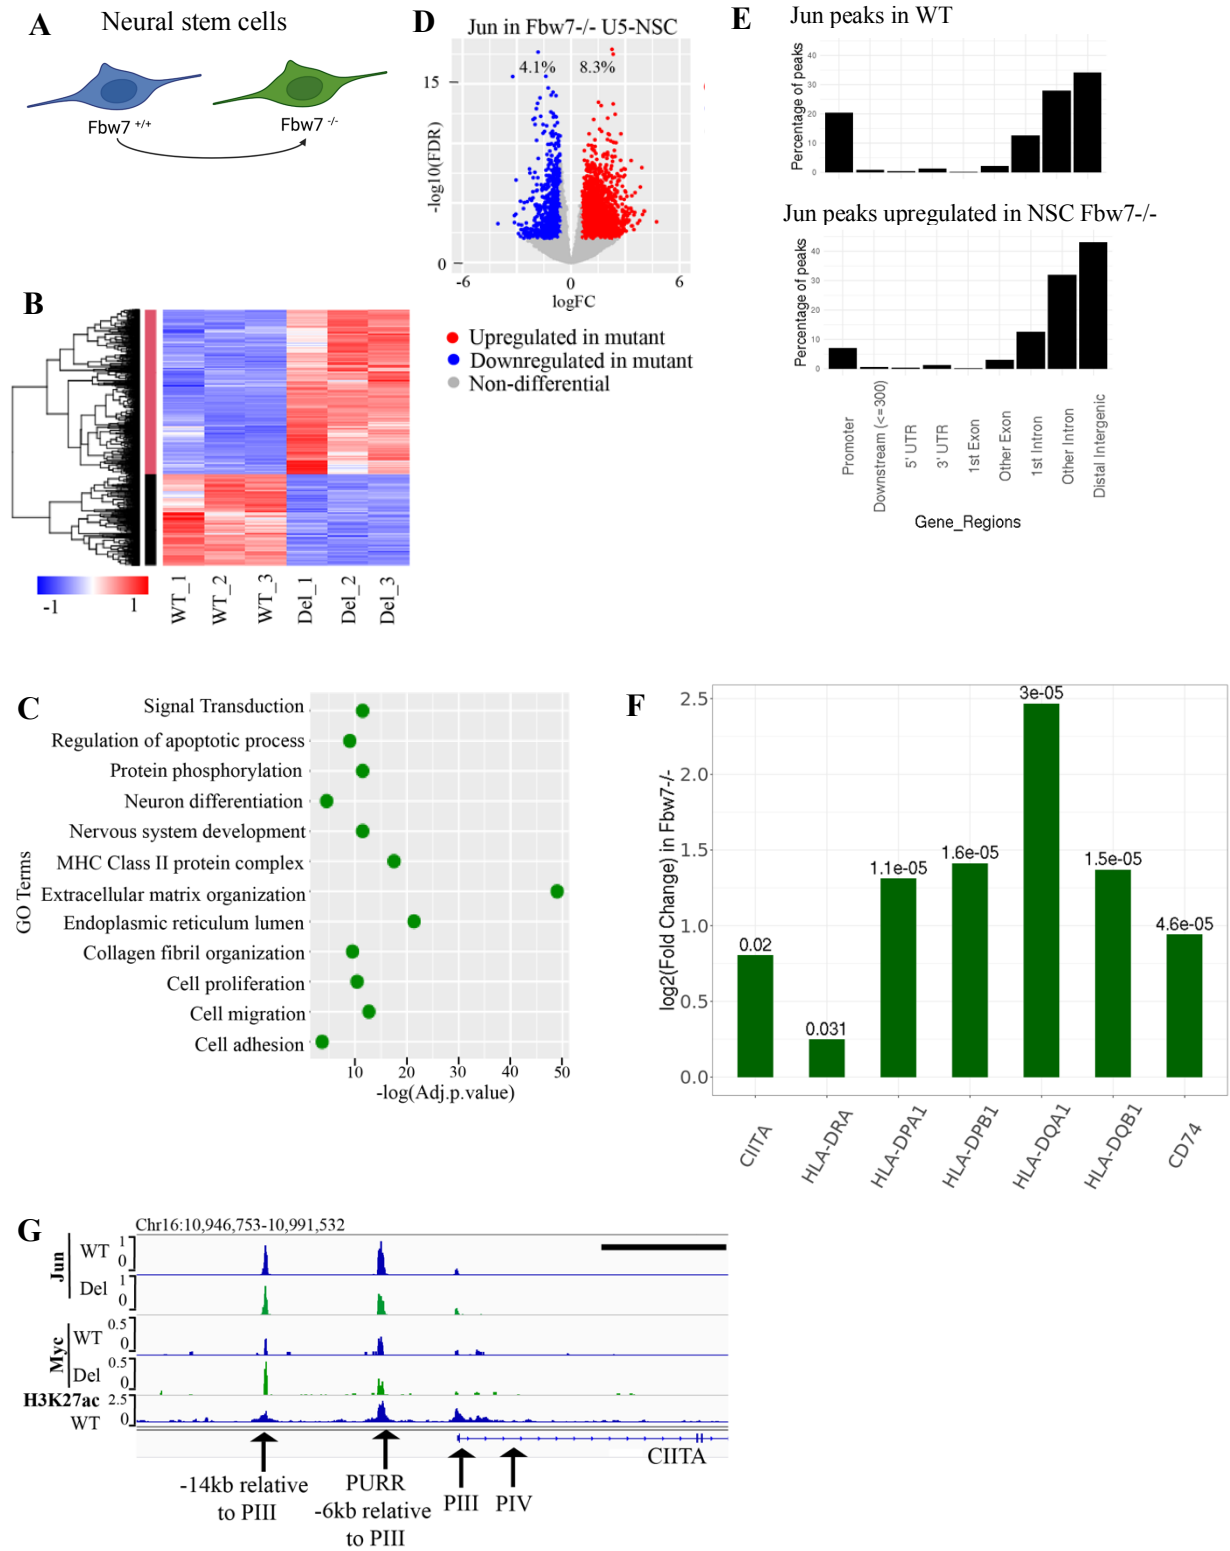 A
Neural stem cells
Fbw7 +/+
Fbw7 -/-
B
-1
1
WT_1
WT_2
WT_3
Del_1
Del_2
Del_3
C
GO Terms
Signal Transduction
Regulation of apoptotic process
Protein phosphorylation
Neuron differentiation
Nervous system development
MHC Class II protein complex
Extracellular matrix organization
Endoplasmic reticulum lumen
Collagen fibril organization
Cell proliferation
Cell migration
Cell adhesion
10
20
30
40
50
-log(Adj.p.value)
D
Jun in Fbw7-/- U5-NSC
4.1%
8.3%
15
0
-log10(FDR)
-6
0
6
logFC
Upregulated in mutant
Downregulated in mutant
Non-differential
E
Jun peaks in WT
Percentage of peaks
40
30
20
10
0
Jun peaks upregulated in NSC Fbw7-/-
Percentage of peaks
40
30
20
10
0
Promoter
Downstream (<=300)
5' UTR
3' UTR
1st Exon
Other Exon
1st Intron
Other Intron
Distal Intergenic
Gene_Regions
F
log2(Fold Change) in Fbw7-/-
2.5
2.0
1.5
1.0
0.5
0.0
0.02
0.031
1.1e-05
1.6e-05
3e-05
1.5e-05
4.6e-05
CIITA
HLA-DRA
HLA-DPA1
HLA-DPB1
HLA-DQA1
HLA-DQB1
CD74
G
Chr16:10,946,753-10,991,532
Jun
WT
1
0
Del
1
0
Myc
WT
0.5
0
Del
0.5
0
H3K27ac
WT
2.5
0
CIITA
-14kb relative
to PIII
PURR
-6kb relative
to PIII
PIII
PIV